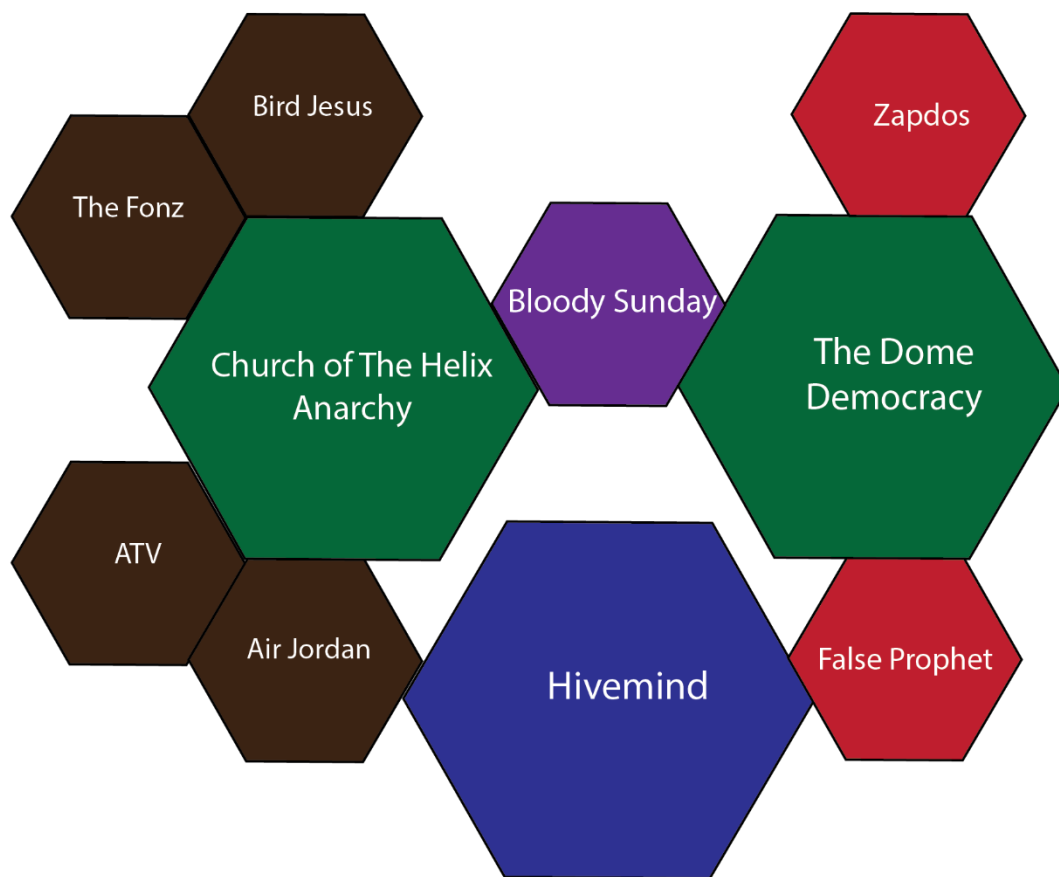 Bird Jesus
Zapdos
The Fonz
Bloody Sunday
Church of The Helix
Anarchy
The Dome
Democracy
ATV
Air Jordan
Hivemind
False Prophet